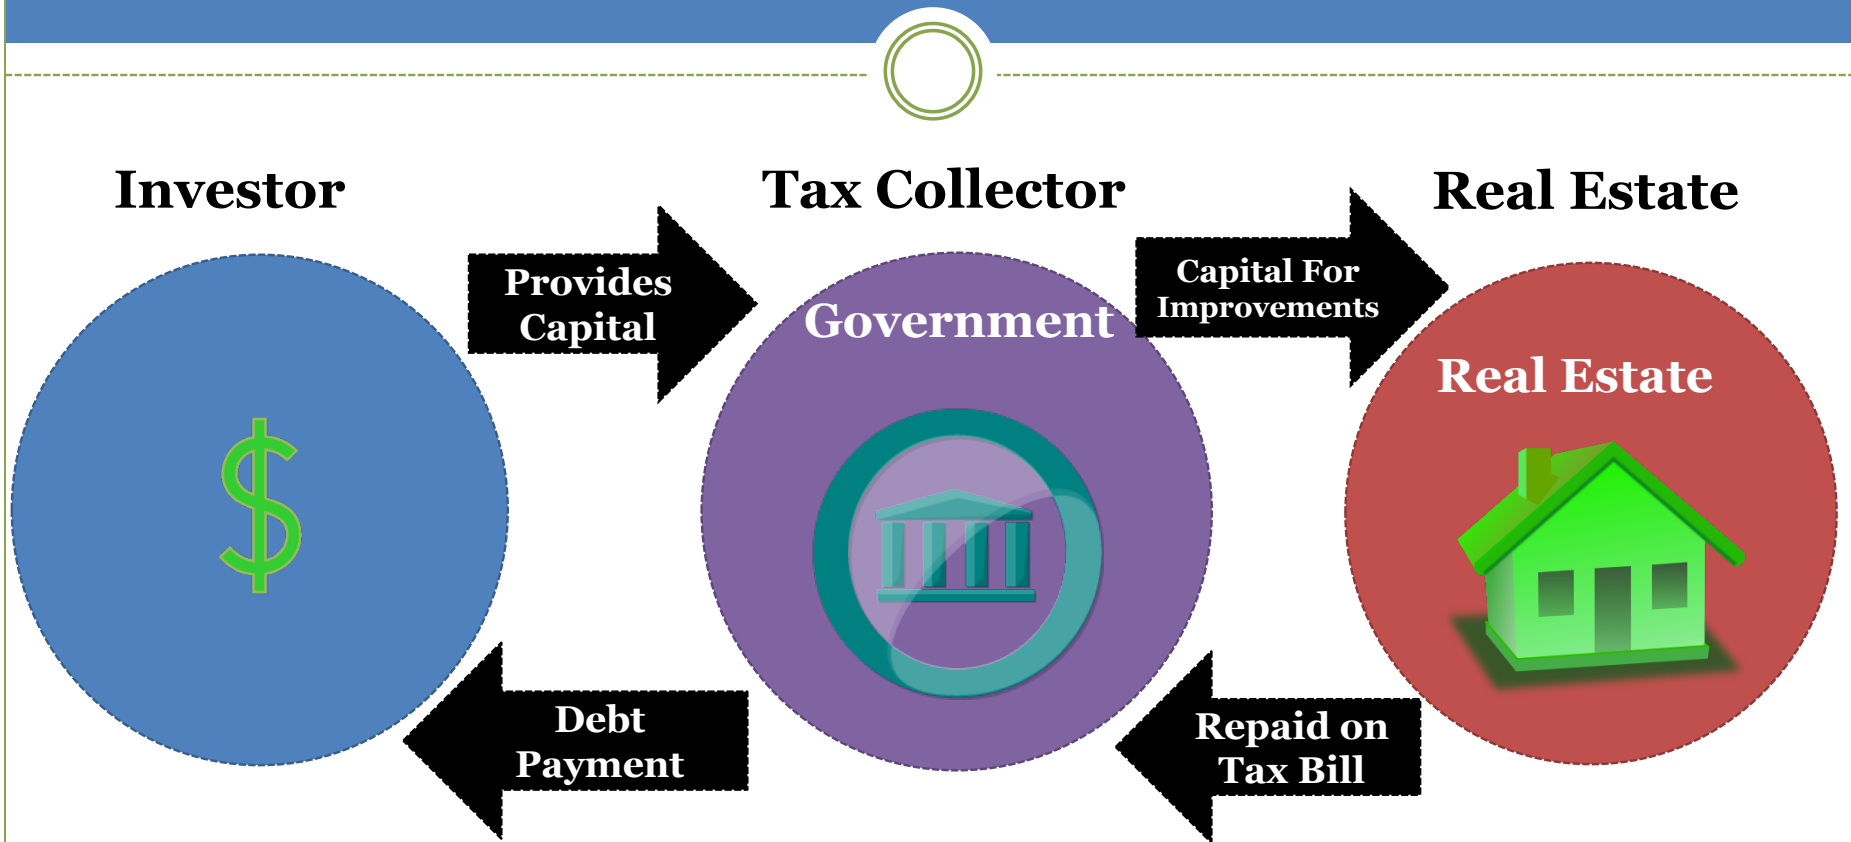 Investor
Tax Collector
Real Estate
Provides
Capital
Government
Capital For
Improvements
Real Estate
Debt
Payment
Repaid on
Tax Bill